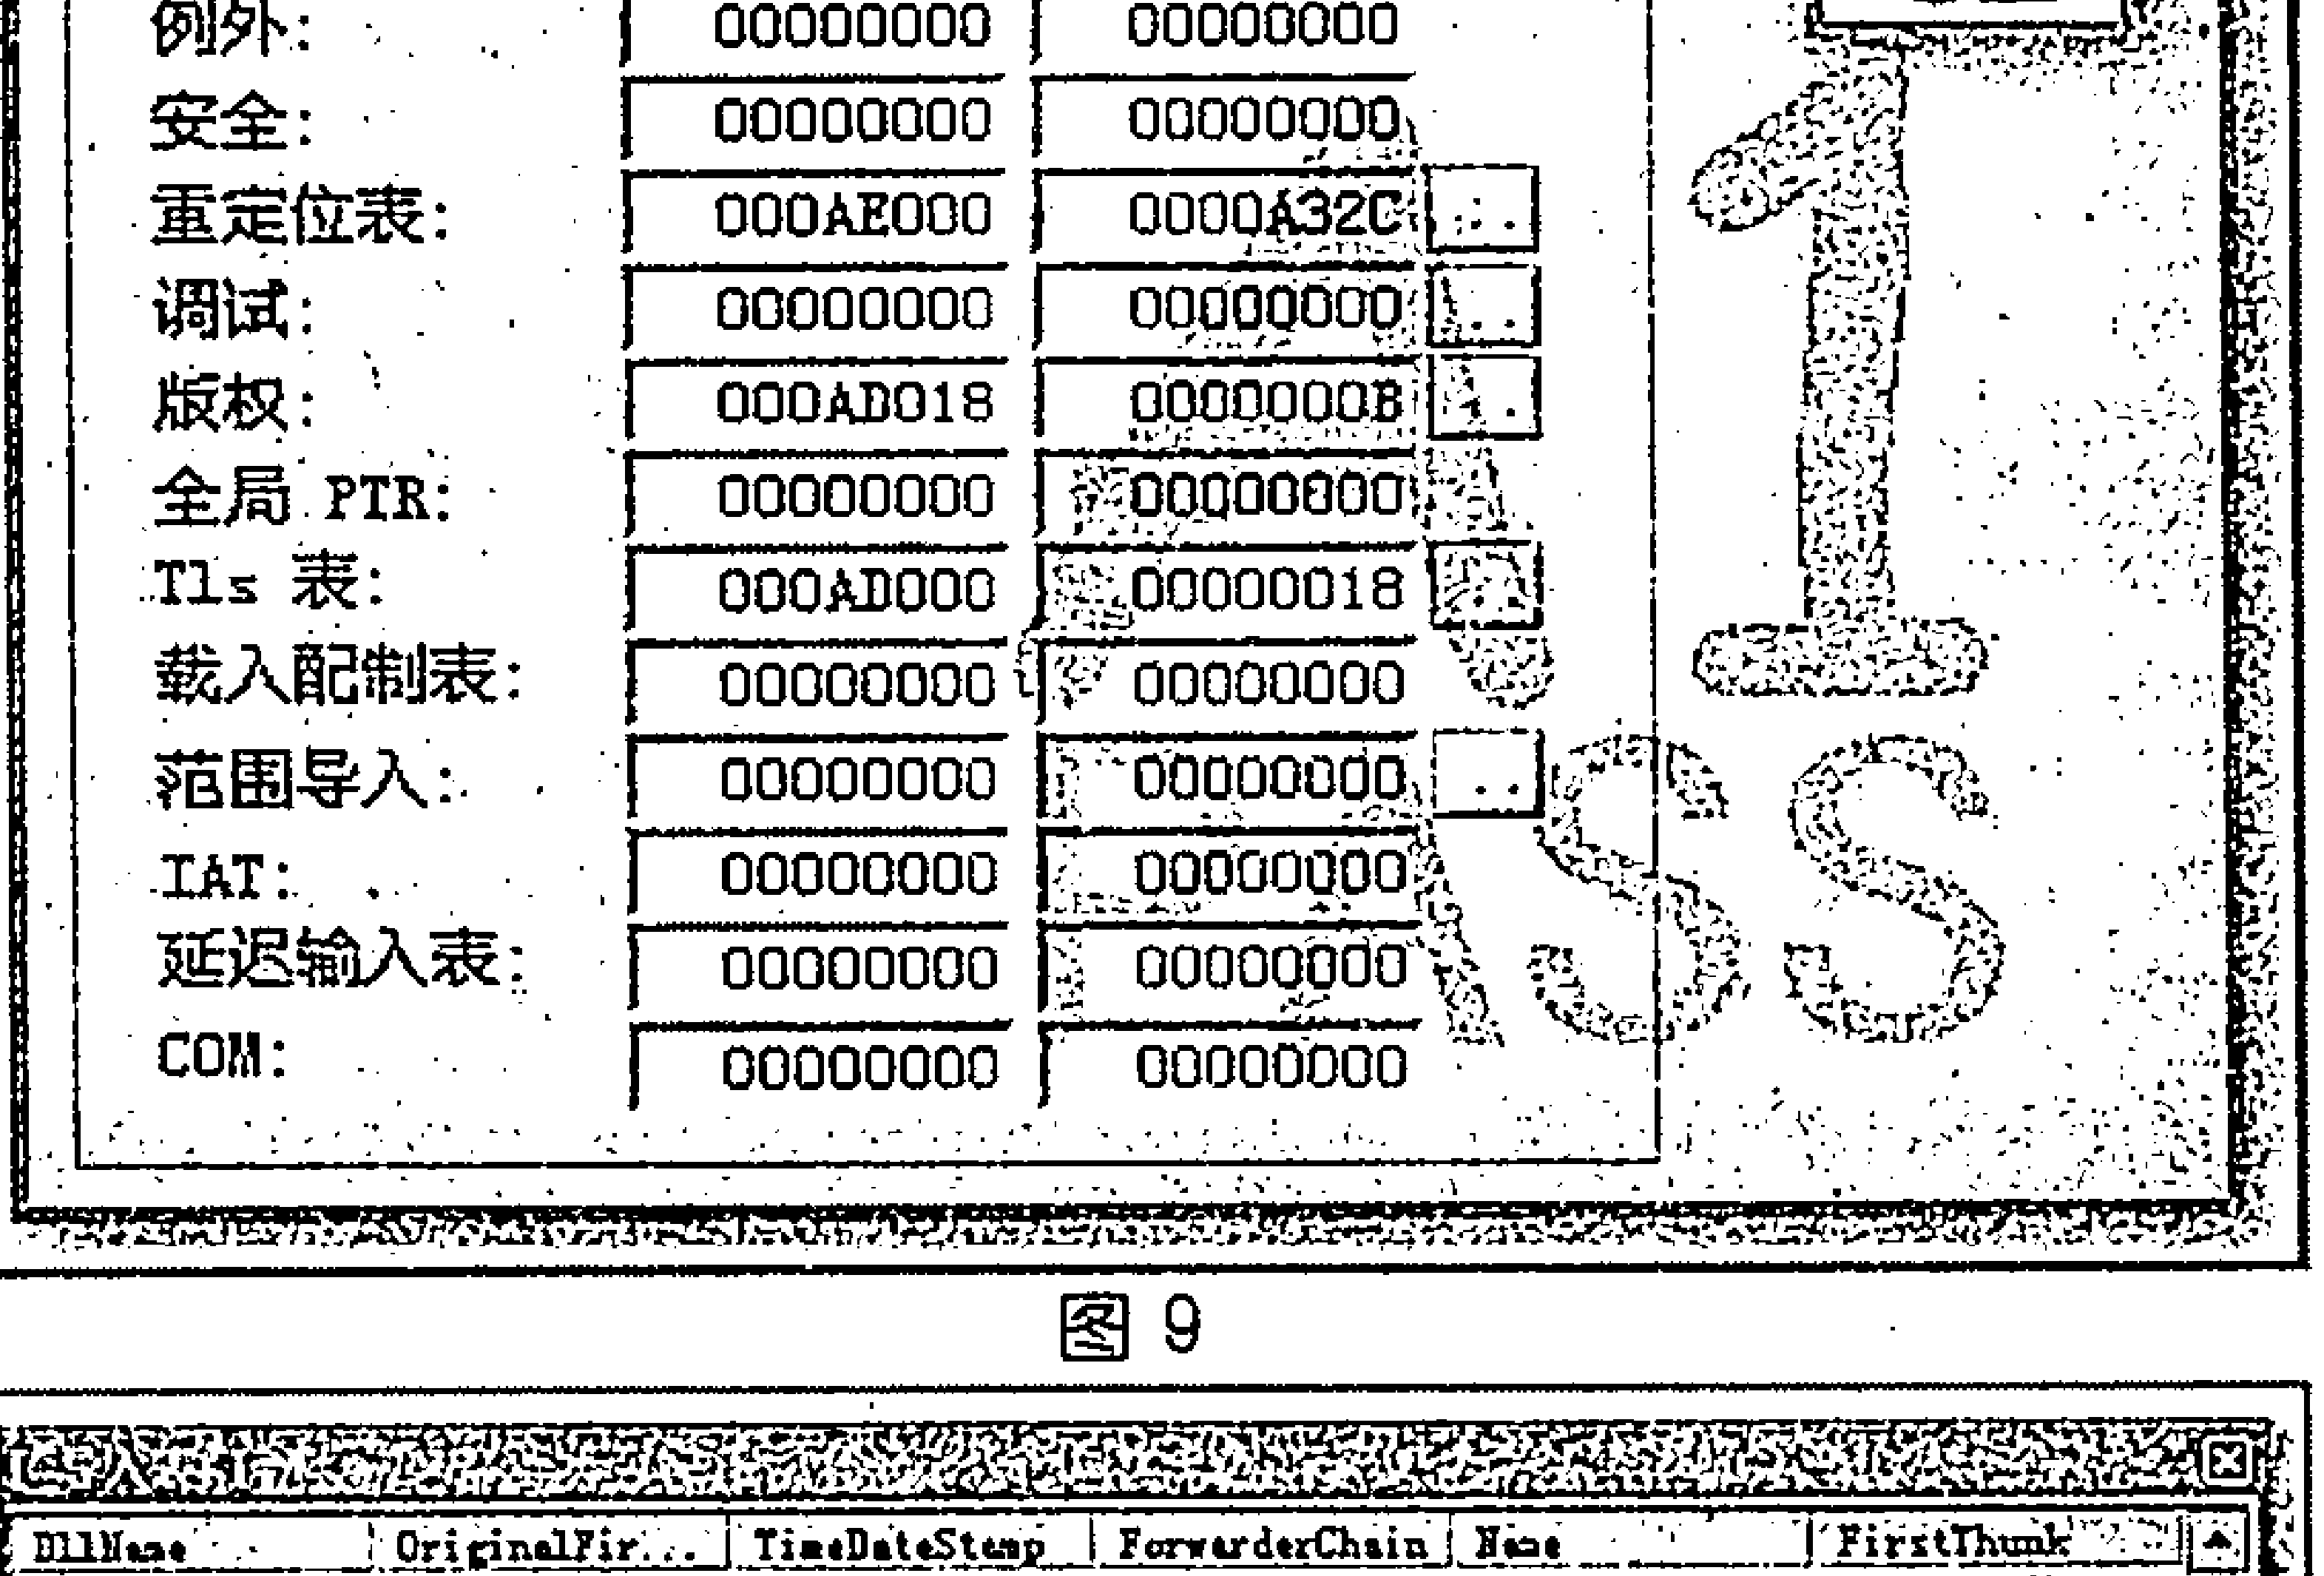 例外: 00000000 00000000
安全: 00000000 00000000
重定位表: 000AE000 0000A32C ..
调试: 00000000 00000000 ..
版权: 000AD018 0000000B ..
全局 PTR: 00000000 00000000
Tls 表: 000AD000 00000018 ..
载入配制表: 00000000 00000000
范围导入: 00000000 00000000 ..
IAT: 00000000 00000000
延迟输入表: 00000000 00000000
COM: 00000000 00000000
图 9
DllName OriginalFir... TimeDateStamp ForwarderChain Name FirstThunk